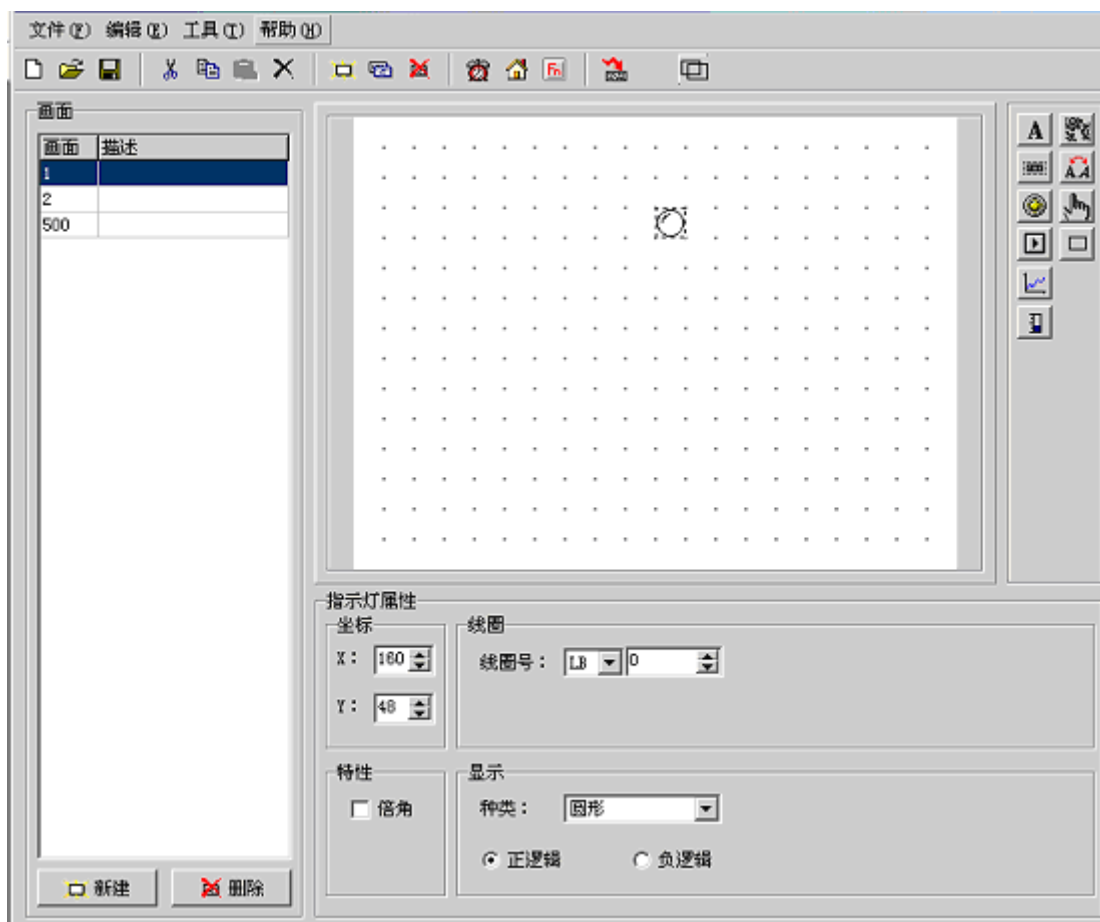 文件(F) 编辑(E) 工具(T) 帮助(H)
画面
画面 描述
1
2
500
新建 删除
A
Fn
A A
指示灯属性
坐标
X： 160
Y： 48
线圈
线圈号： LB 0
特性
倍角
显示
种类： 圆形
正逻辑 负逻辑